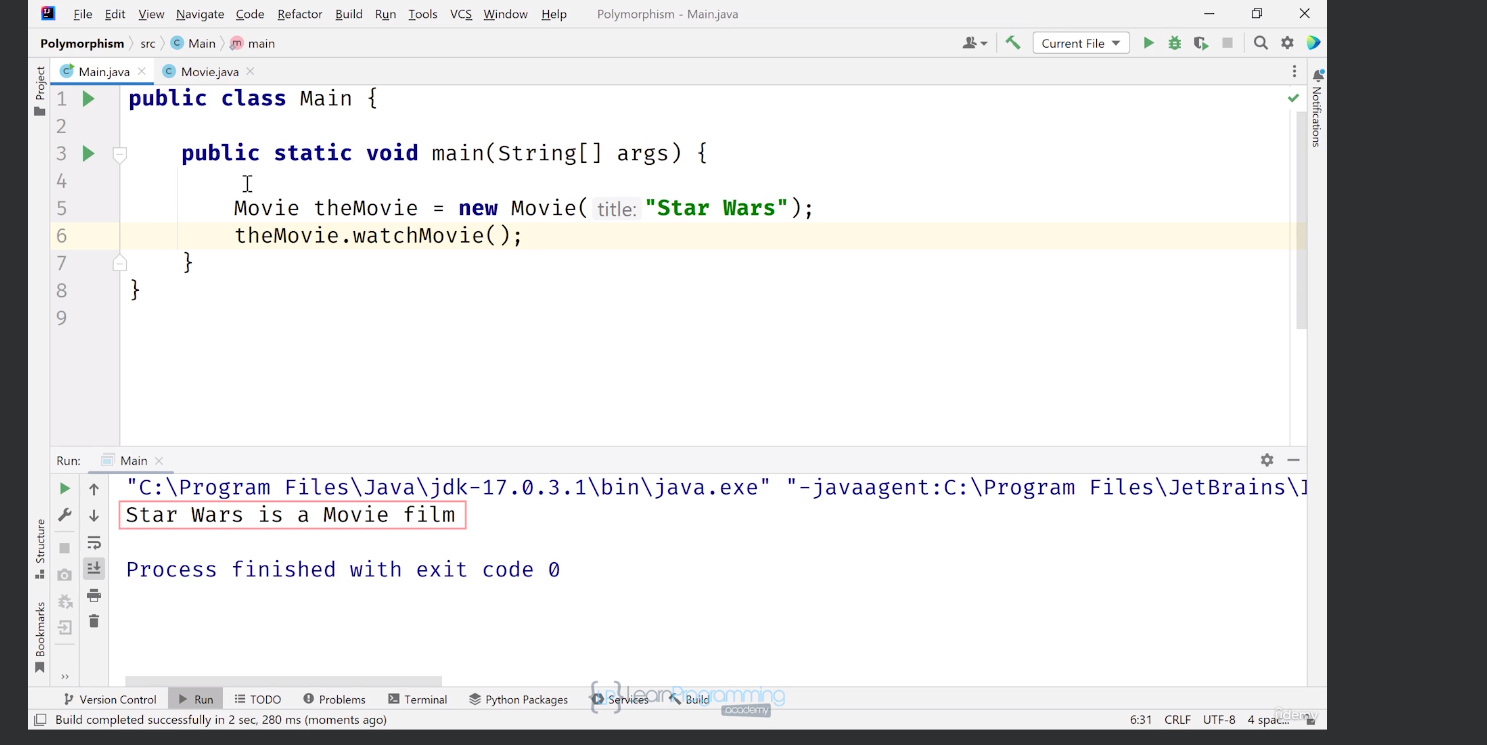 File Edit View Navigate Code Refactor Build Run Tools VCS Window Help Polymorphism - Main.java
Polymorphism src Main main Current File
Project
Main.java Movie.java
Notifications
1 public class Main {
2
3 public static void main(String[] args) {
4
5 Movie theMovie = new Movie( title: "Star Wars");
6 theMovie.watchMovie();
7 }
8 }
9
Run: Main
"C:\Program Files\Java\jdk-17.0.3.1\bin\java.exe" "-javaagent:C:\Program Files\JetBrains\I
Star Wars is a Movie film
Process finished with exit code 0
Structure
Bookmarks
Version Control Run TODO Problems Terminal Python Packages Services Build
LearnProgramming
academy
Build completed successfully in 2 sec, 280 ms (moments ago) 6:31 CRLF UTF-8 4 spac...